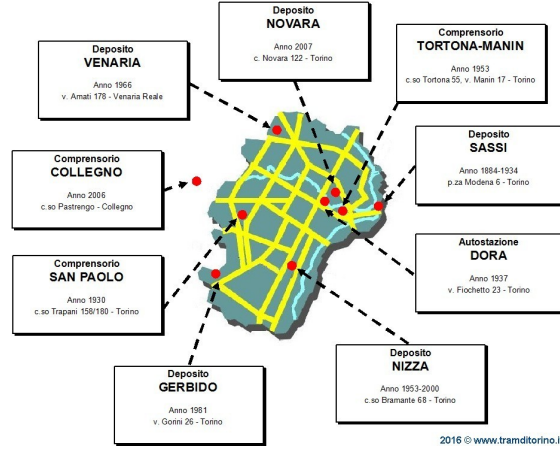 Deposito
NOVARA
Anno 2007
c. Novara 122 - Torino
Deposito
VENARIA
Anno 1966
v. Amati 178 - Venaria Reale
Comprensorio
TORTONA-MANIN
Anno 1953
c.so Tortona 55, v. Manin 17 - Torino
Comprensorio
COLLEGNO
Anno 2006
c.so Pastrengo - Collegno
Deposito
SASSI
Anno 1884-1934
p.za Modena 6 - Torino
Comprensorio
SAN PAOLO
Anno 1930
c.so Trapani 158/180 - Torino
Autostazione
DORA
Anno 1937
v. Fiochetto 23 - Torino
Deposito
GERBIDO
Anno 1981
v. Gorini 26 - Torino
Deposito
NIZZA
Anno 1953-2000
c.so Bramante 68 - Torino
2016 © www.tramditorino.i